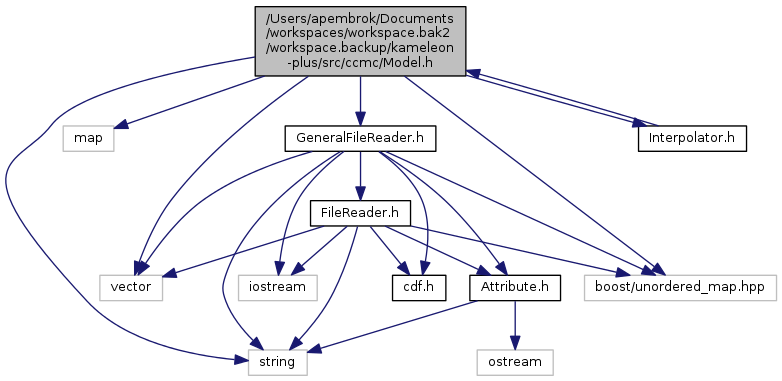 /Users/apembrok/Documents
/workspaces/workspace.bak2
/workspace.backup/kameleon
-plus/src/ccmc/Model.h
map
GeneralFileReader.h
Interpolator.h
FileReader.h
vector
iostream
cdf.h
Attribute.h
boost/unordered_map.hpp
string
ostream